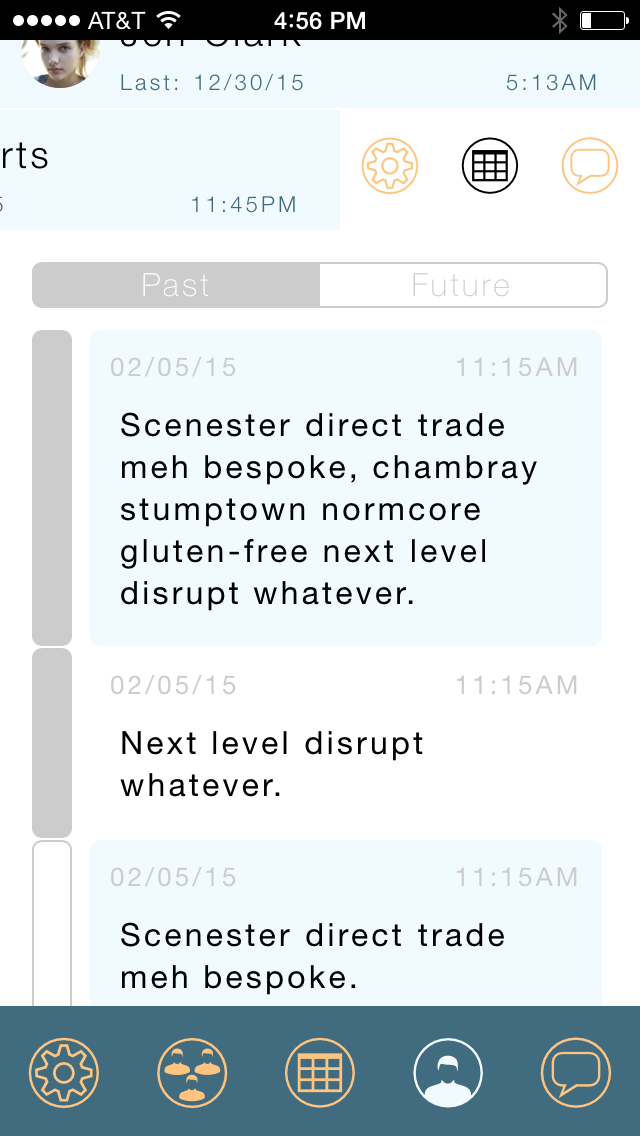 AT&T
4:56 PM
Clark
Last: 12/30/15
5:13AM
rts
11:45PM
Past
Future
02/05/15
11:15AM
Scenester direct trade
meh bespoke, chambray
stumptown normcore
gluten-free next level
disrupt whatever.
02/05/15
11:15AM
Next level disrupt
whatever.
02/05/15
11:15AM
Scenester direct trade
meh bespoke.